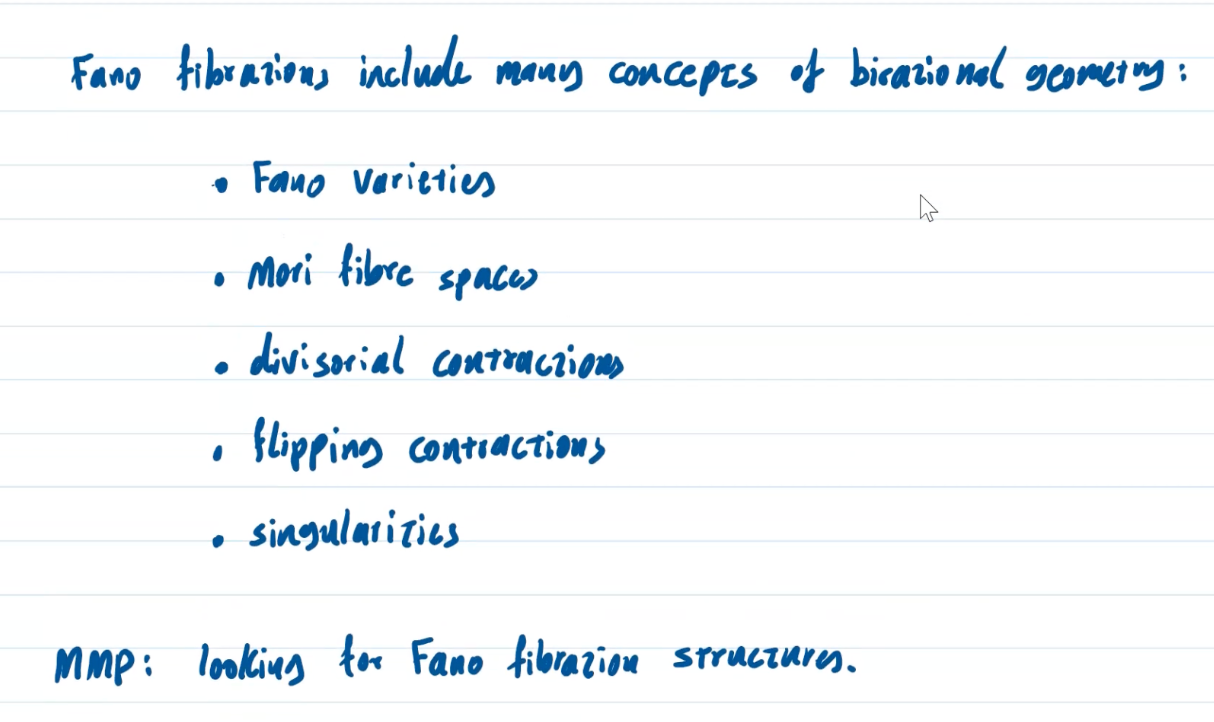 Fano fibrations include many concepts of birational geometry:
• Fano varieties
• Mori fibre spaces
• divisorial contractions
• flipping contractions
• singularities
MMP: looking for Fano fibration structures.